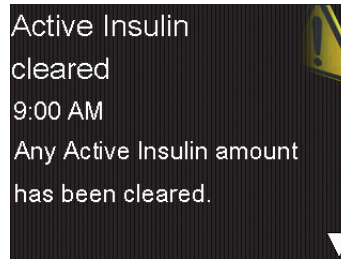 Active Insulin
cleared
9:00 AM
Any Active Insulin amount
has been cleared.